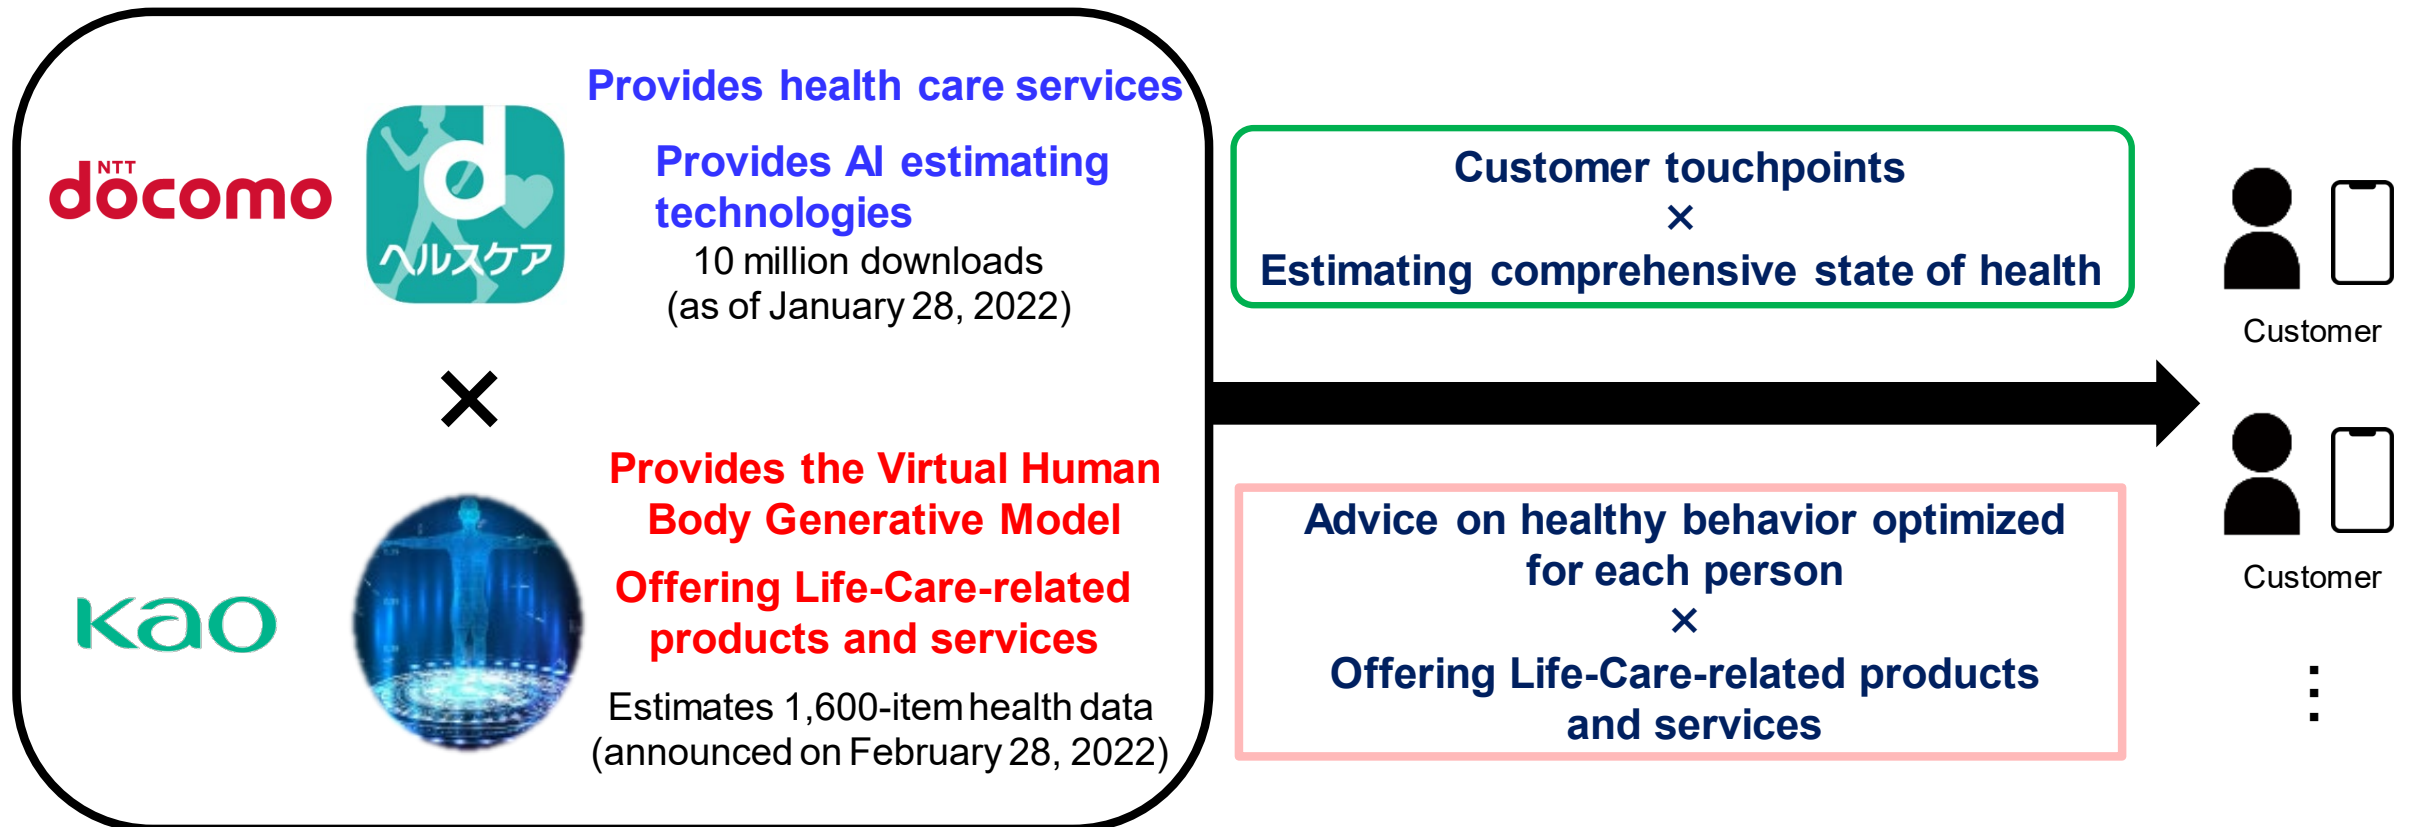 Provides health care services
NTT
docomo
d
ヘルスケア
Provides AI estimating
technologies
10 million downloads
(as of January 28, 2022)
×
Kao
Provides the Virtual Human
Body Generative Model
Offering Life-Care-related
products and services
Estimates 1,600-item health data
(announced on February 28, 2022)
Customer touchpoints
×
Estimating comprehensive state of health
Advice on healthy behavior optimized
for each person
×
Offering Life-Care-related products
and services
Customer
Customer
⋮